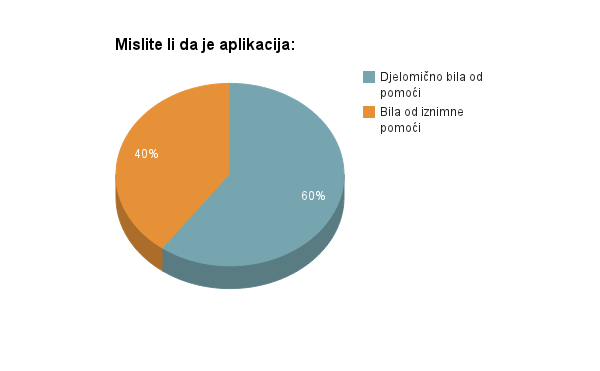 Mislite li da je aplikacija:
Djelomično bila od
pomoći
Bila od iznimne
pomoći
40%
60%